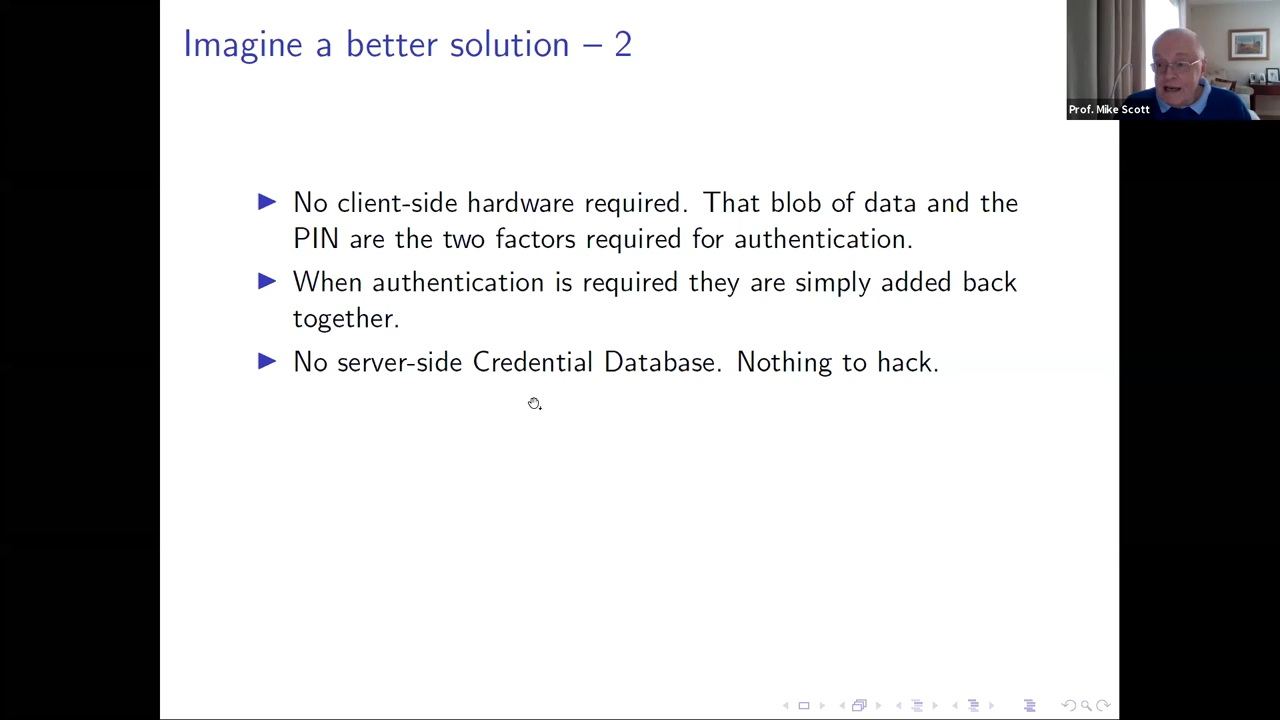 Imagine a better solution – 2
Prof. Mike Scott
No client-side hardware required. That blob of data and the
PIN are the two factors required for authentication.
When authentication is required they are simply added back
together.
No server-side Credential Database. Nothing to hack.